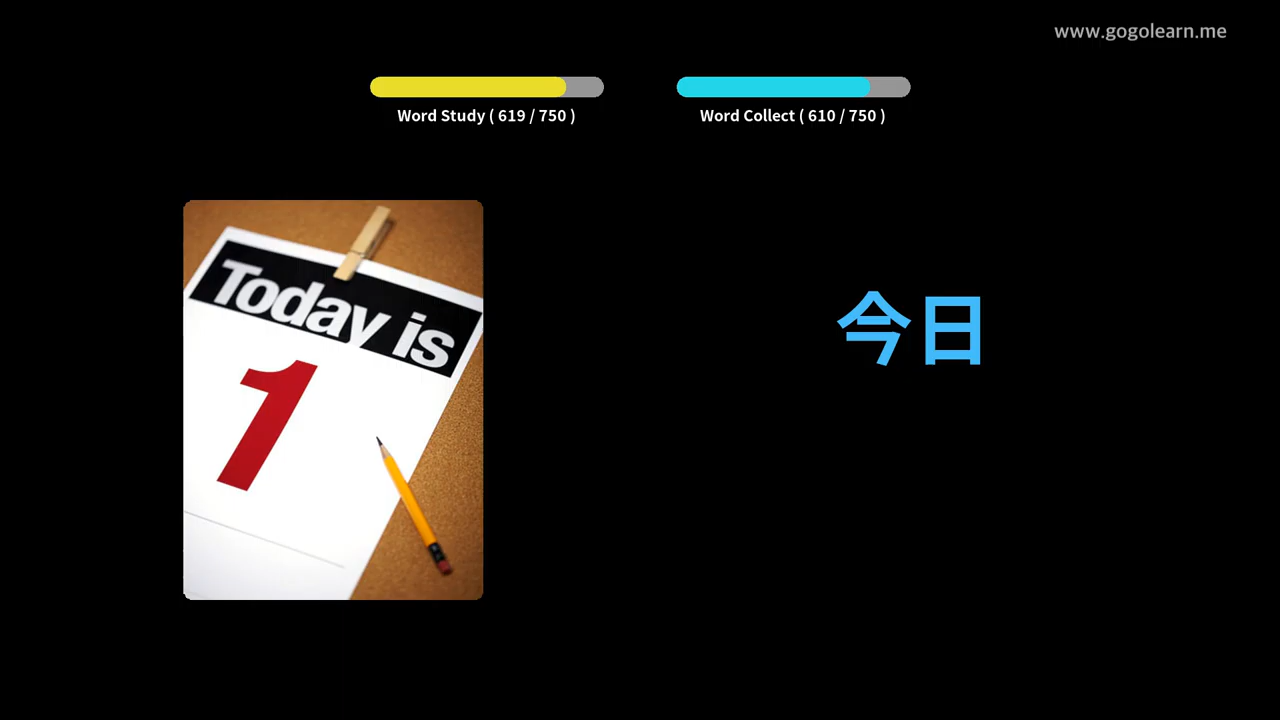 www.gogolearn.me
Word Study ( 619 / 750 )
Word Collect ( 610 / 750 )
Today is
1
今日